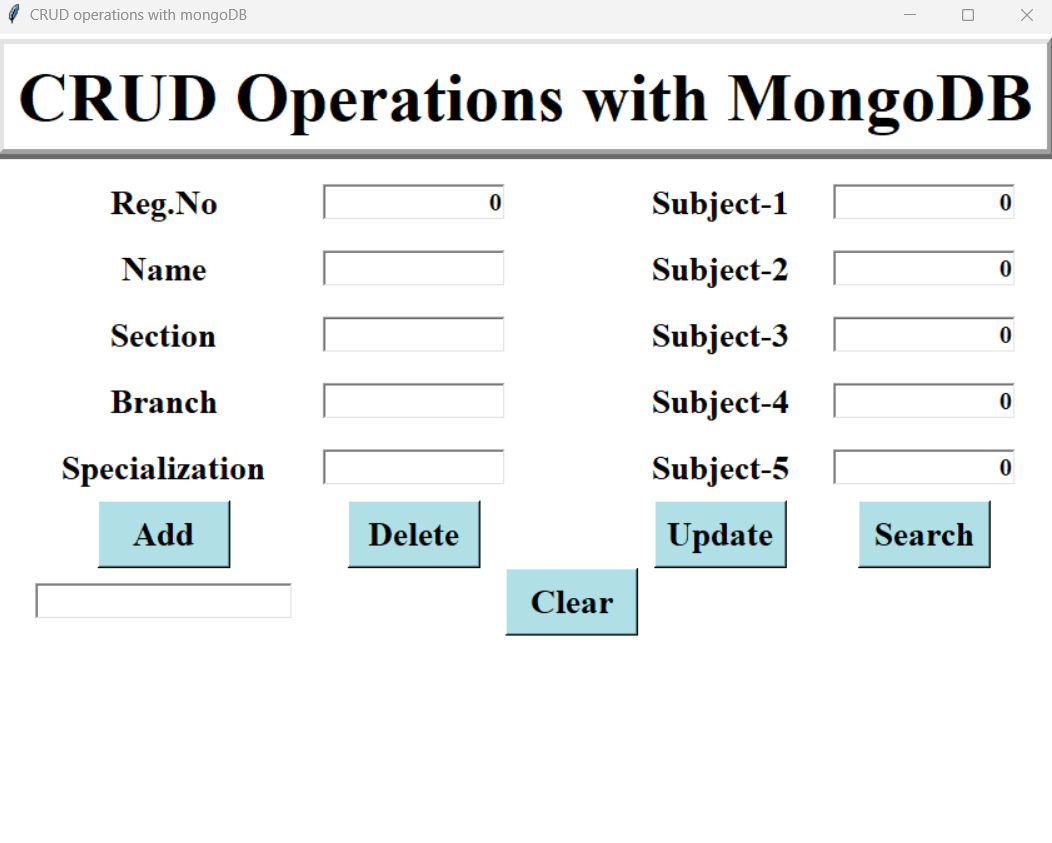 CRUD operations with mongoDB
CRUD Operations with MongoDB
Reg.No 0 Subject-1 0
Name Subject-2 0
Section Subject-3 0
Branch Subject-4 0
Specialization Subject-5 0
Add Delete Update Search
Clear